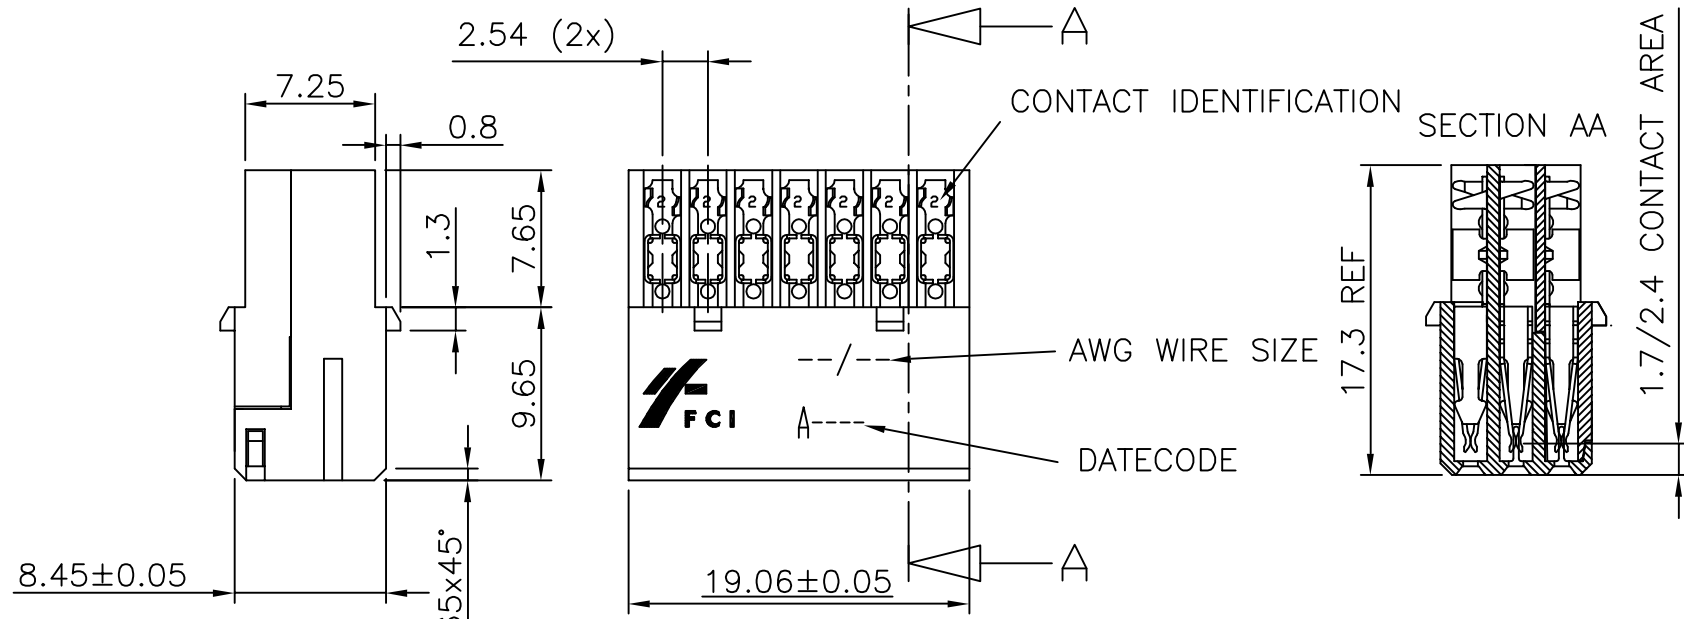 2.54 (2x)
A
7.25
0.8
CONTACT IDENTIFICATION
SECTION AA
1.7/2.4 CONTACT AREA
2 2 2 2 2 2 2
1.3
7.65
17.3 REF
AWG WIRE SIZE
--/--
9.65
FCI
A-----
DATECODE
8.45±0.05
5x45°
19.06±0.05
A